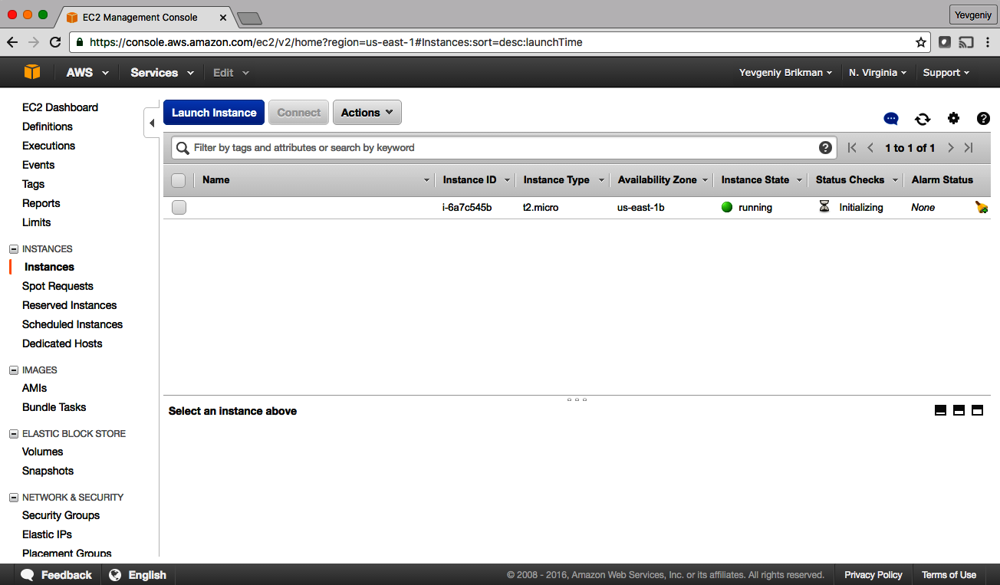 EC2 Management Console
Yevgeniy
https://console.aws.amazon.com/ec2/v2/home?region=us-east-1#Instances:sort=desc:launchTime
AWS Services Edit Yevgeniy Brikman N. Virginia Support
EC2 Dashboard
Definitions
Executions
Events
Tags
Reports
Limits
INSTANCES
Instances
Spot Requests
Reserved Instances
Scheduled Instances
Dedicated Hosts
IMAGES
AMIs
Bundle Tasks
ELASTIC BLOCK STORE
Volumes
Snapshots
NETWORK & SECURITY
Security Groups
Elastic IPs
Placement Groups
Launch Instance Connect Actions
Filter by tags and attributes or search by keyword 1 to 1 of 1
Name Instance ID Instance Type Availability Zone Instance State Status Checks Alarm Status
i-6a7c545b t2.micro us-east-1b running Initializing None
Select an instance above
Feedback English © 2008 - 2016, Amazon Web Services, Inc. or its affiliates. All rights reserved. Privacy Policy Terms of Use